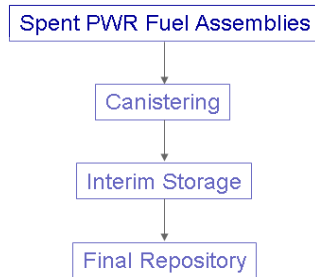 Spent PWR Fuel Assemblies
Canistering
Interim Storage
Final Repository